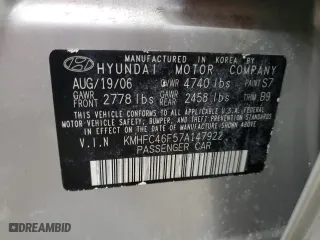 MANUFACTURED IN KOREA BY
HYUNDAI MOTOR COMPANY
AUG/19/06 GVWR 4740 lbs PAINT S7
GAWR FRONT 2778 lbs GAWR REAR 2458 lbs TRIM B9
THIS VEHICLE CONFORMS TO ALL APPLICABLE
FEDERAL MOTOR VEHICLE SAFETY, BUMPER,
AND THEFT PREVENTION STANDARDS IN EFFECT
ON THE DATE OF MANUFACTURE SHOWN ABOVE.
V.I.N KMHFC46F57A147922
PASSENGER CAR